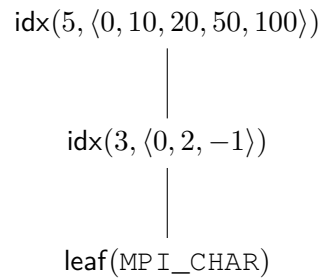 idx(5, ⟨0, 10, 20, 50, 100⟩)
idx(3, ⟨0, 2, −1⟩)
leaf(MPI_CHAR)